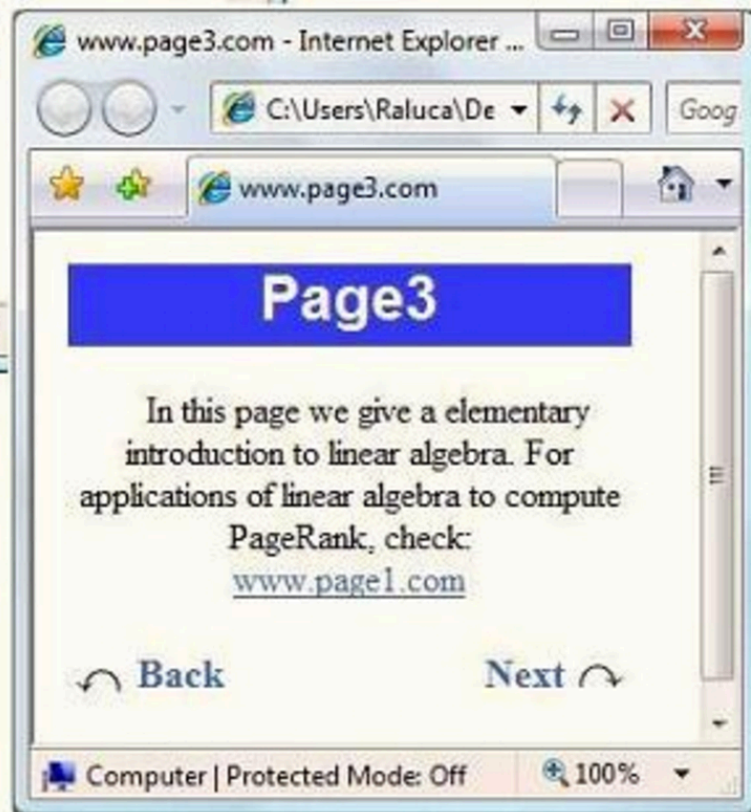 www.page3.com - Internet Explorer ...
C:\Users\Raluca\De
Goog
www.page3.com
Page3
In this page we give a elementary
introduction to linear algebra. For
applications of linear algebra to compute
PageRank, check:
www.page1.com
Back Next
Computer | Protected Mode: Off 100%